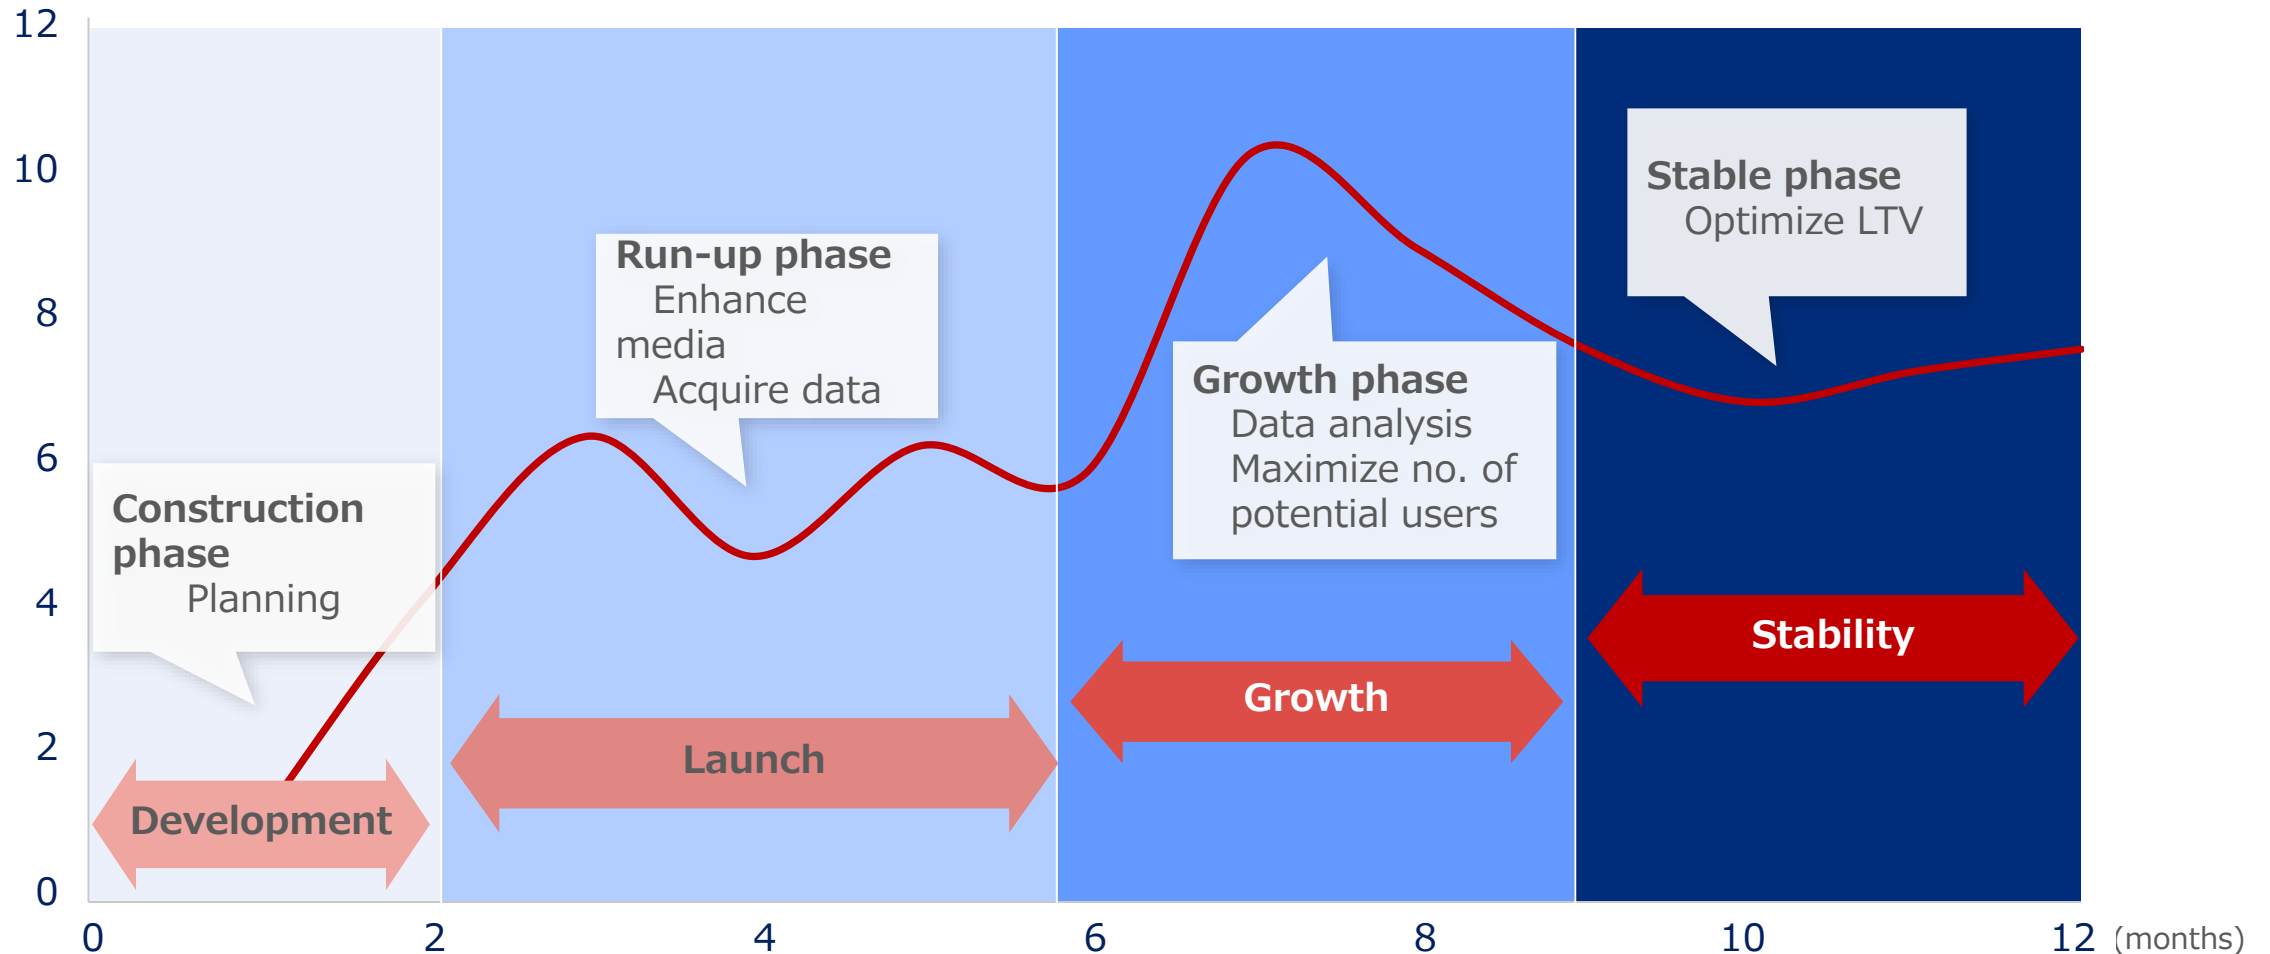 12
10
8
6
4
2
0
Construction
phase
Planning
Development
Run-up phase
Enhance
media
Acquire data
Launch
Growth phase
Data analysis
Maximize no. of
potential users
Growth
Stable phase
Optimize LTV
Stability
0 2 4 6 8 10 12 (months)